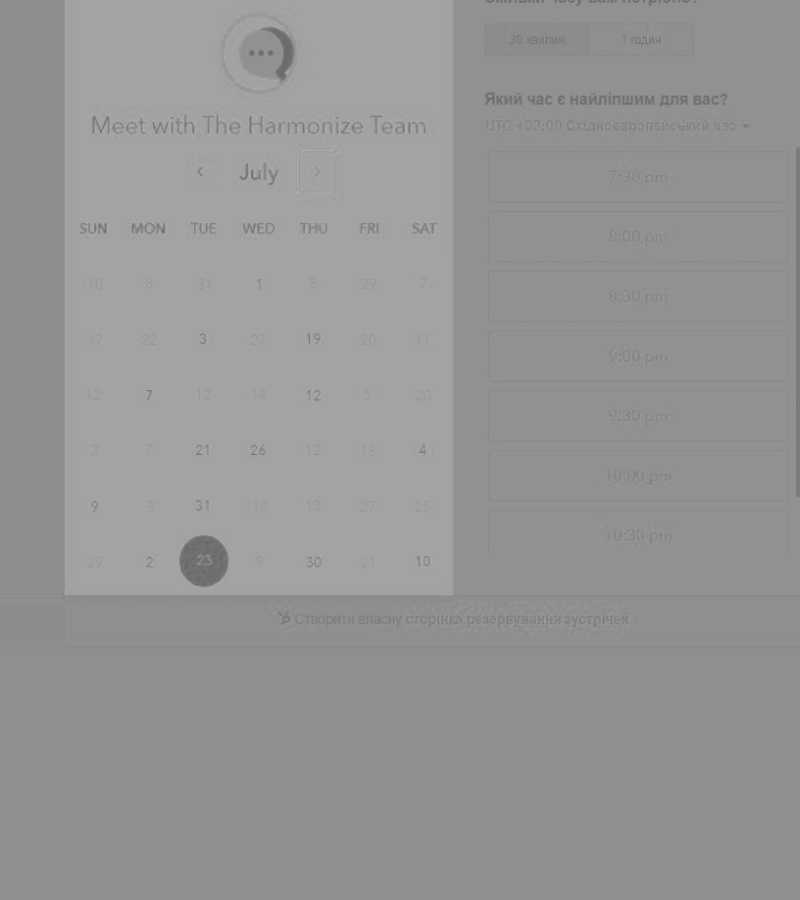 Meet with The Harmonize Team
July
SUN MON TUE WED THU FRI SAT
10 8 31 1 5 29 7
17 22 3 27 19 20 11
12 7 12 14 12 5 20
2 7 21 26 12 18 4
9 3 31 10 13 27 25
29 2 23 9 30 21 10
Скільки часу вам потрібно?
30 хвилин 1 годин
Який час є найліпшим для вас?
UTC +03:00 Східноєвропейський час
7:30 pm
8:00 pm
8:30 pm
9:00 pm
9:30 pm
10:00 pm
10:30 pm
Створити власну сторінка резервування зустрічей